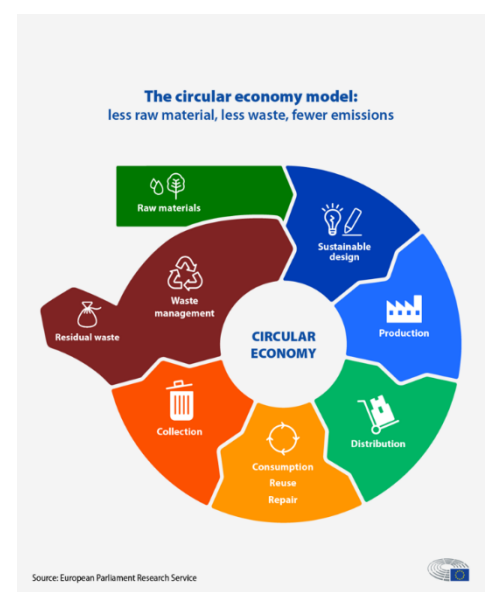 The circular economy model:
less raw material, less waste, fewer emissions
Raw materials
Sustainable
design
Production
Distribution
Consumption
Reuse
Repair
Collection
Waste
management
Residual waste
CIRCULAR
ECONOMY
Source: European Parliament Research Service